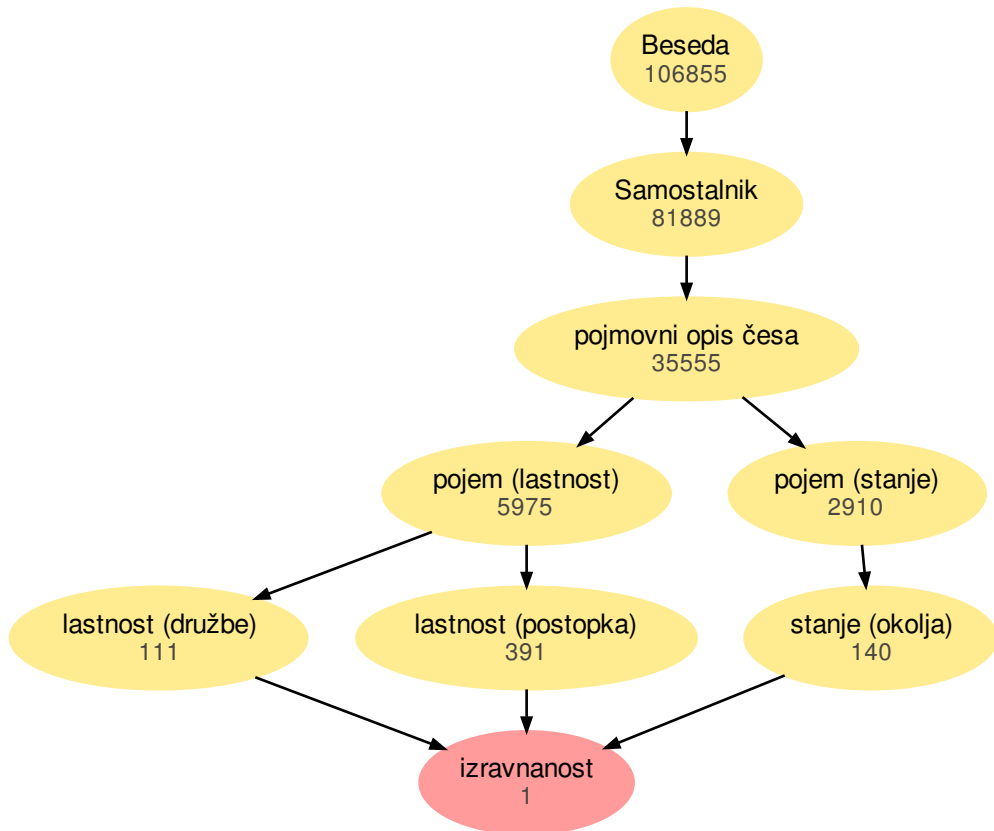 Beseda
106855
Samostalnik
81889
pojmovni opis česa
35555
pojem (lastnost)
5975
pojem (stanje)
2910
lastnost (družbe)
111
lastnost (postopka)
391
stanje (okolja)
140
izravnanost
1